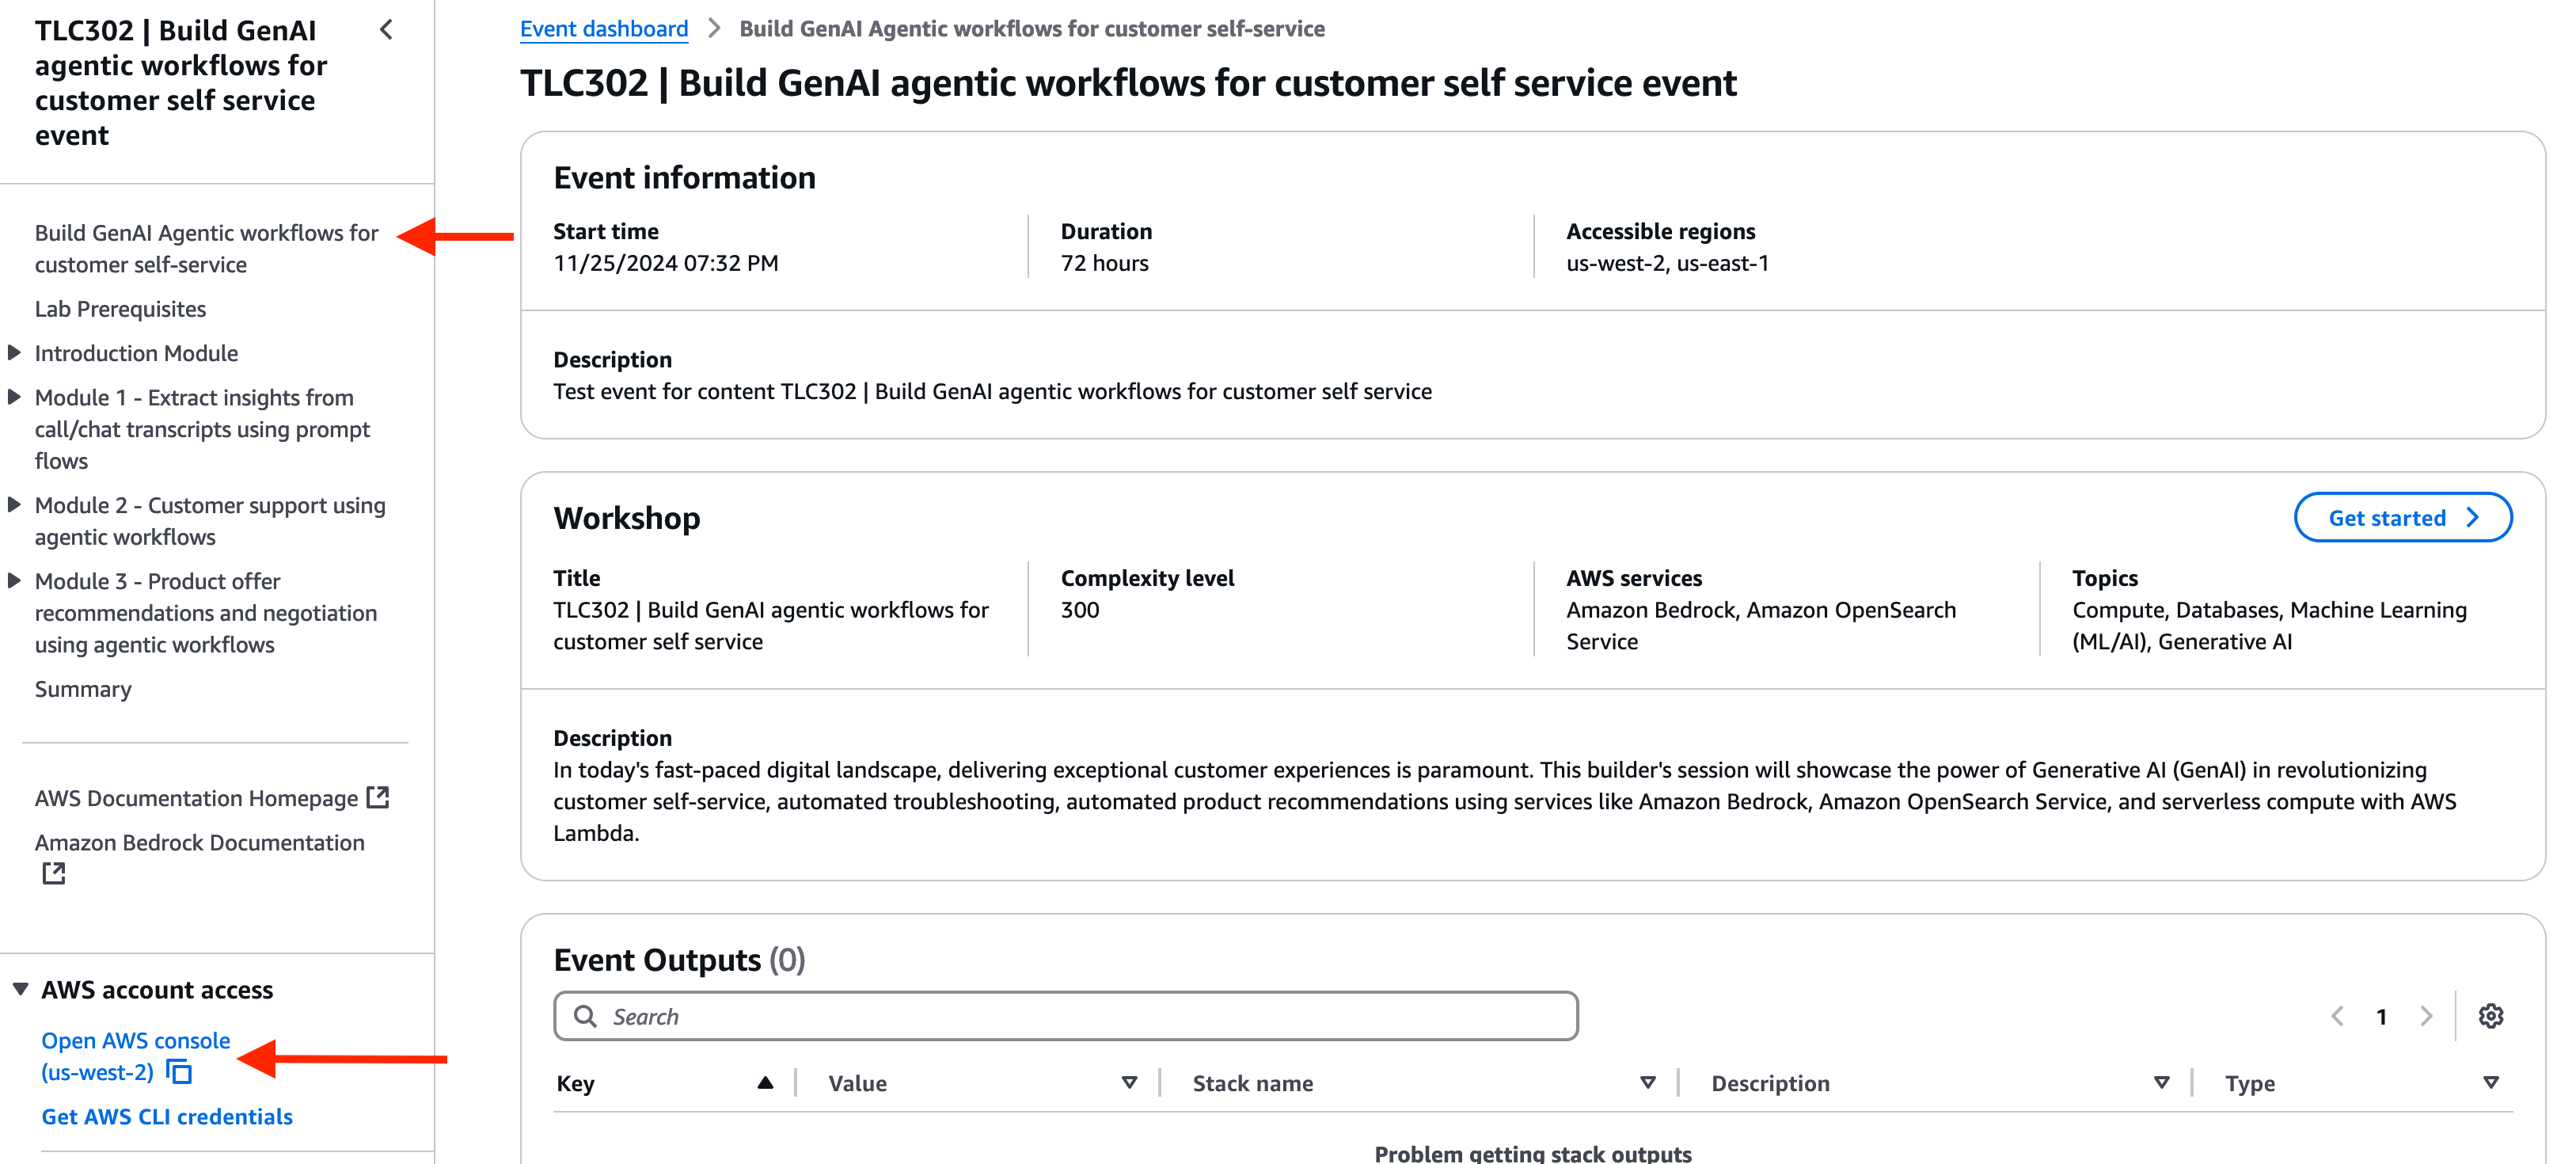 TLC302 | Build GenAI
agentic workflows for
customer self service
event
Build GenAI Agentic workflows for
customer self-service
Lab Prerequisites
Introduction Module
Module 1 - Extract insights from
call/chat transcripts using prompt
flows
Module 2 - Customer support using
agentic workflows
Module 3 - Product offer
recommendations and negotiation
using agentic workflows
Summary
AWS Documentation Homepage
Amazon Bedrock Documentation
AWS account access
Open AWS console
(us-west-2)
Get AWS CLI credentials
Event dashboard > Build GenAI Agentic workflows for customer self-service
TLC302 | Build GenAI agentic workflows for customer self service event
Event information
Start time
11/25/2024 07:32 PM
Duration
72 hours
Accessible regions
us-west-2, us-east-1
Description
Test event for content TLC302 | Build GenAI agentic workflows for customer self service
Workshop
Get started
Title
TLC302 | Build GenAI agentic workflows for
customer self service
Complexity level
300
AWS services
Amazon Bedrock, Amazon OpenSearch
Service
Topics
Compute, Databases, Machine Learning
(ML/AI), Generative AI
Description
In today's fast-paced digital landscape, delivering exceptional customer experiences is paramount. This builder's session will showcase the power of Generative AI (GenAI) in revolutionizing
customer self-service, automated troubleshooting, automated product recommendations using services like Amazon Bedrock, Amazon OpenSearch Service, and serverless compute with AWS
Lambda.
Event Outputs (0)
Search
1
Key Value Stack name Description Type
Problem getting stack outputs